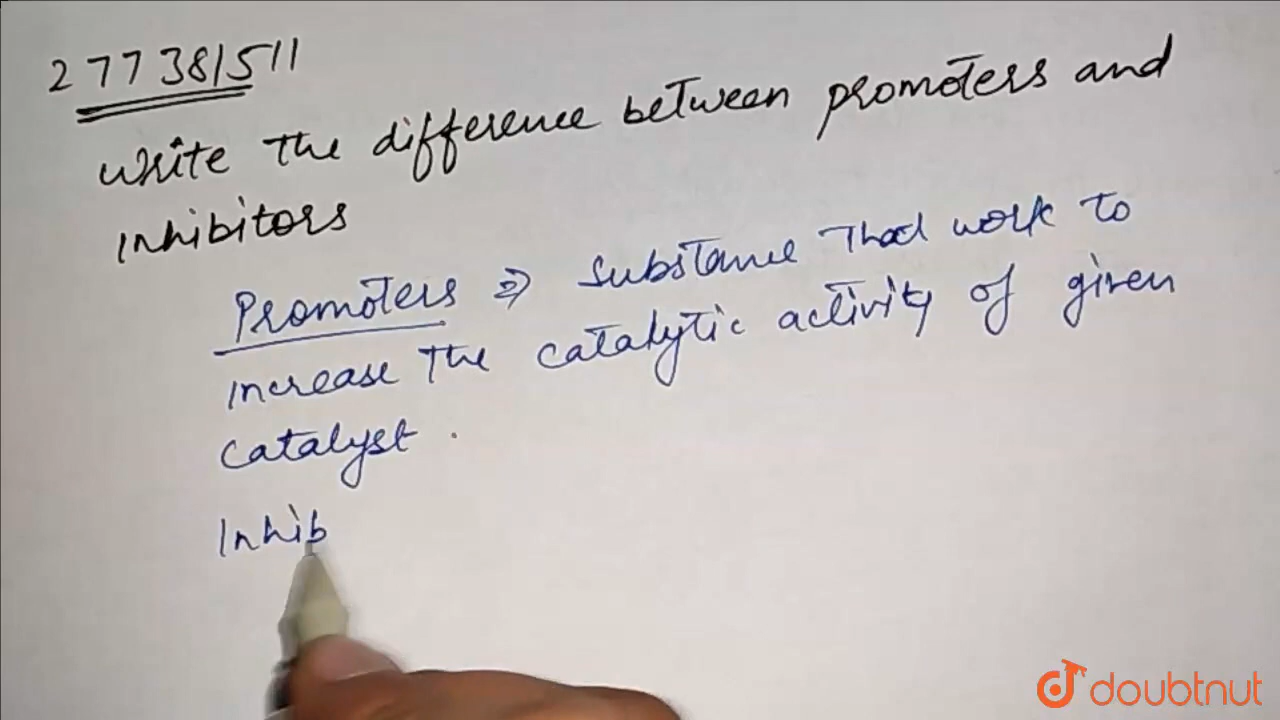 277381511
Write the difference between promoters and
inhibitors
Promoters ⇒ substance that work to
increase the catalytic activity of given
catalyst .
Inhib
doubtnut